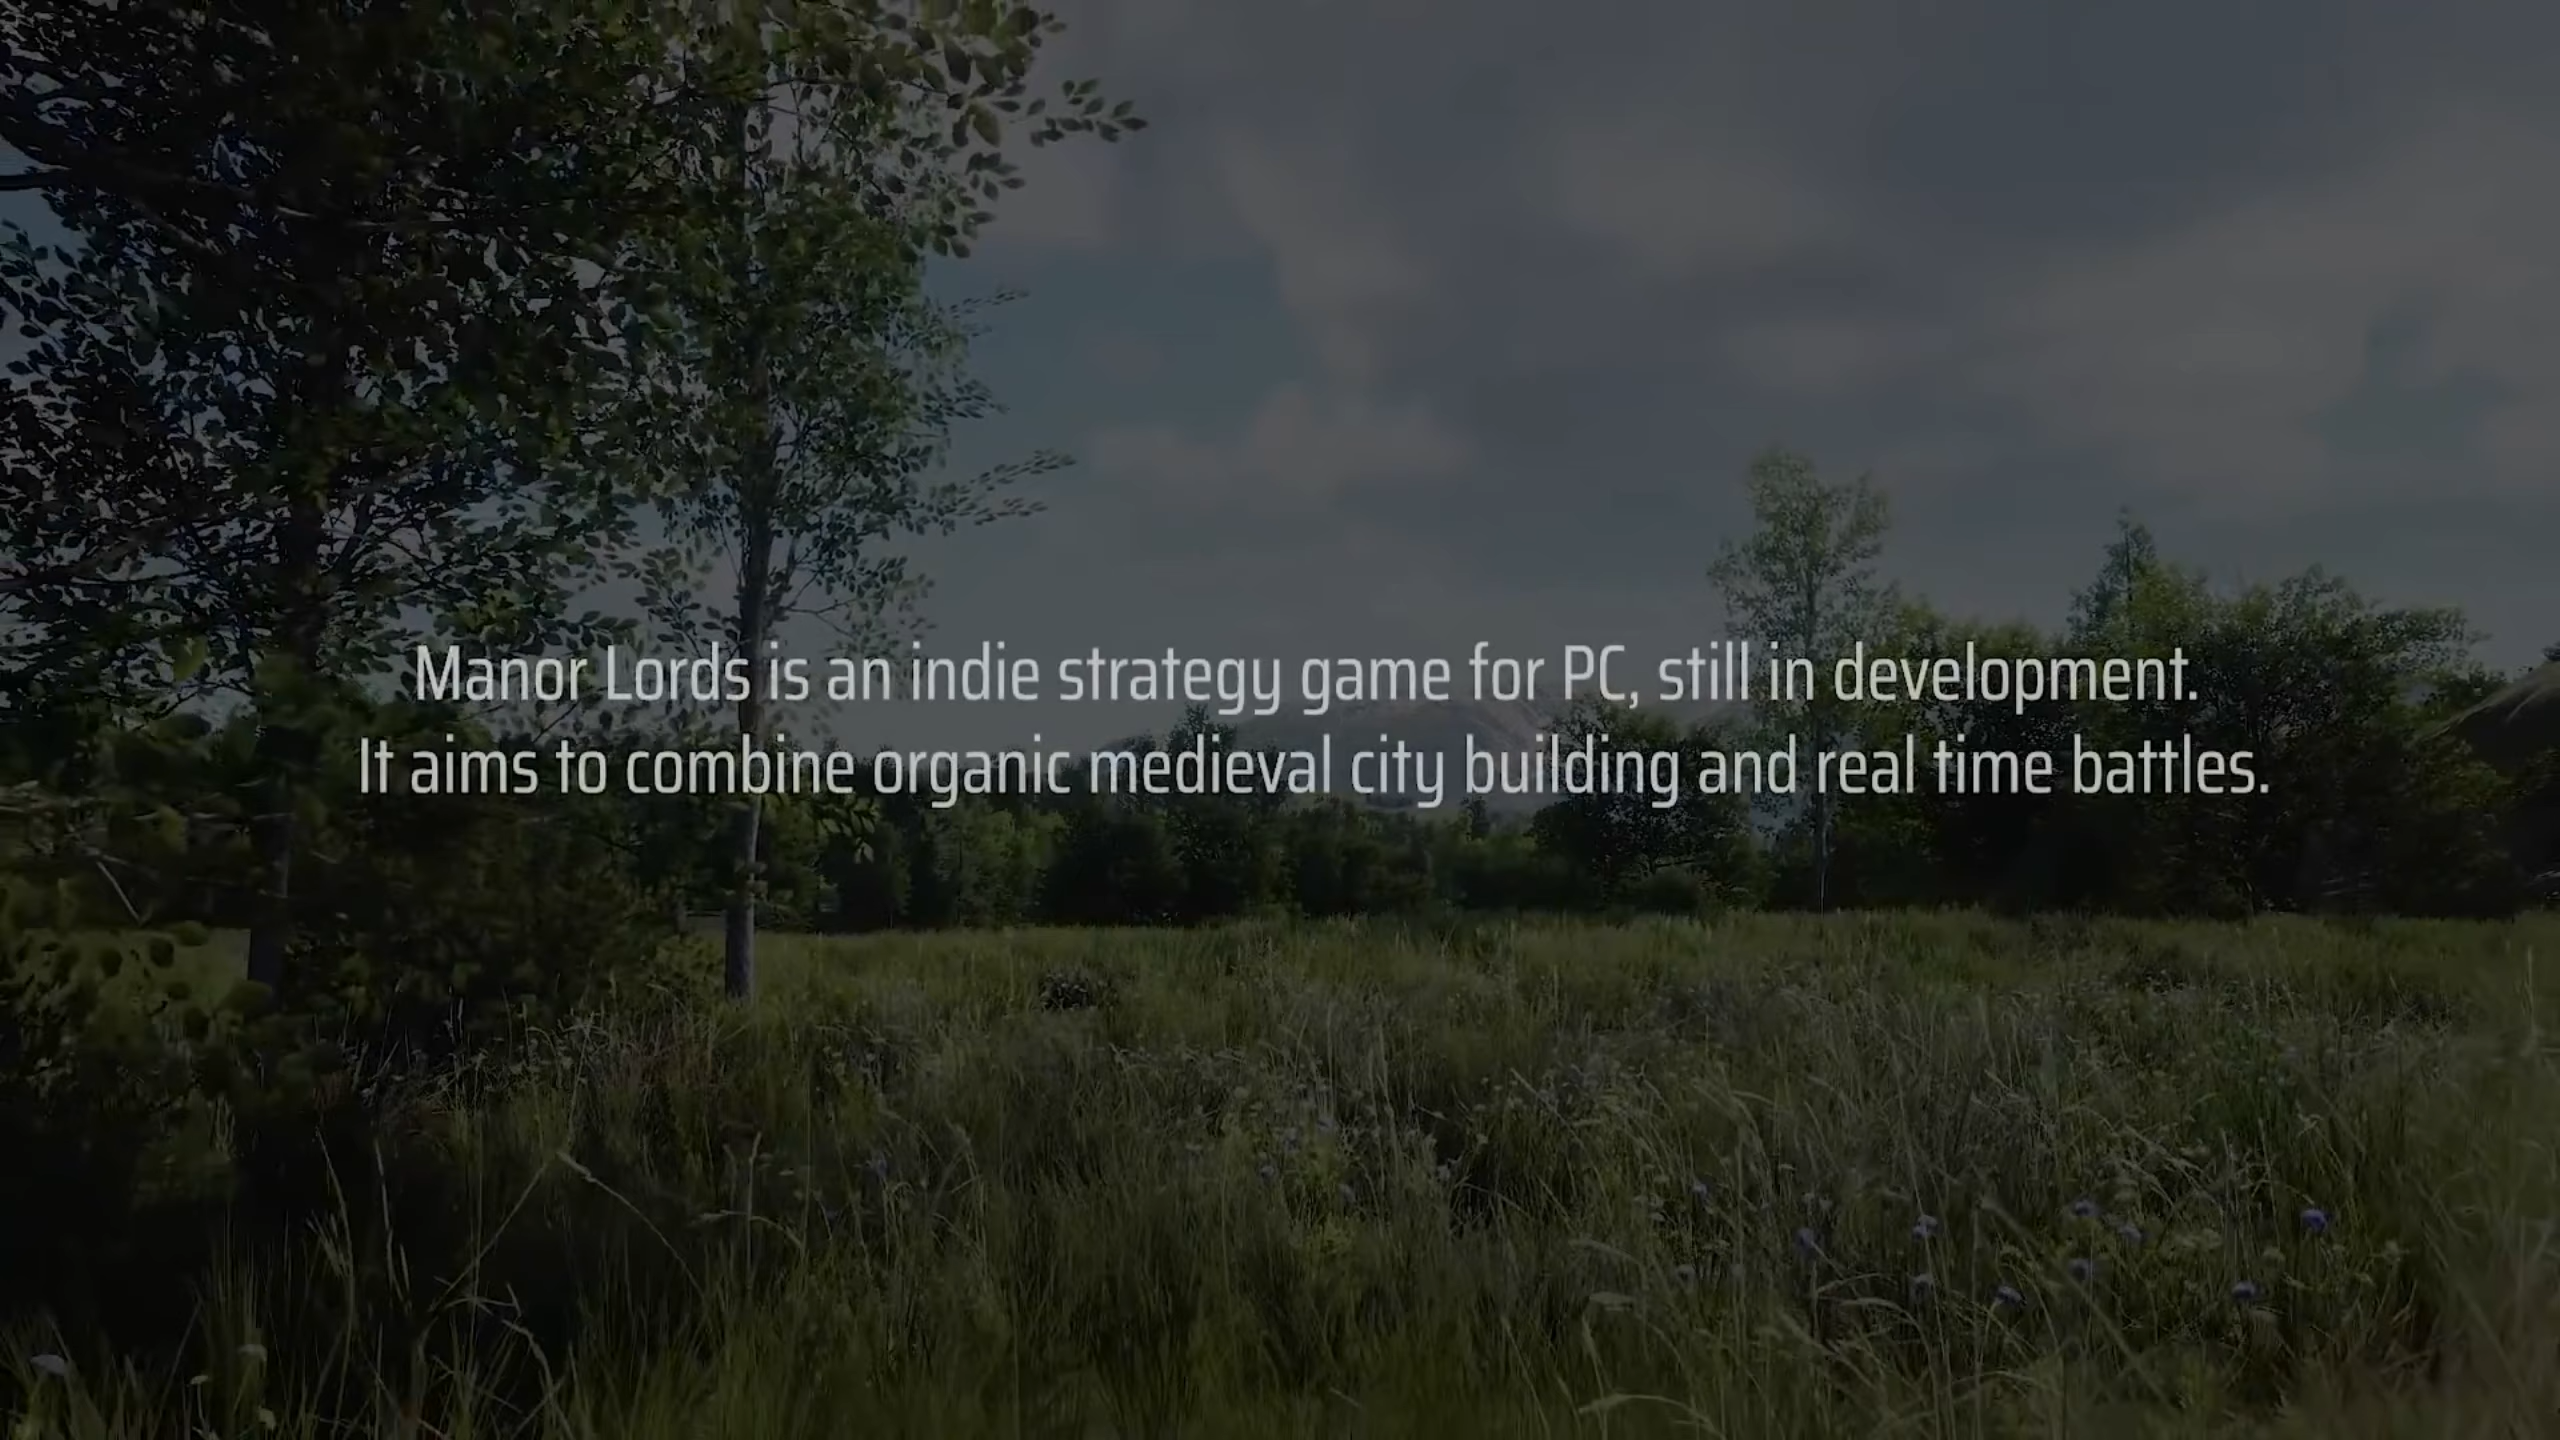 Manor Lords is an indie strategy game for PC, still in development.
It aims to combine organic medieval city building and real time battles.